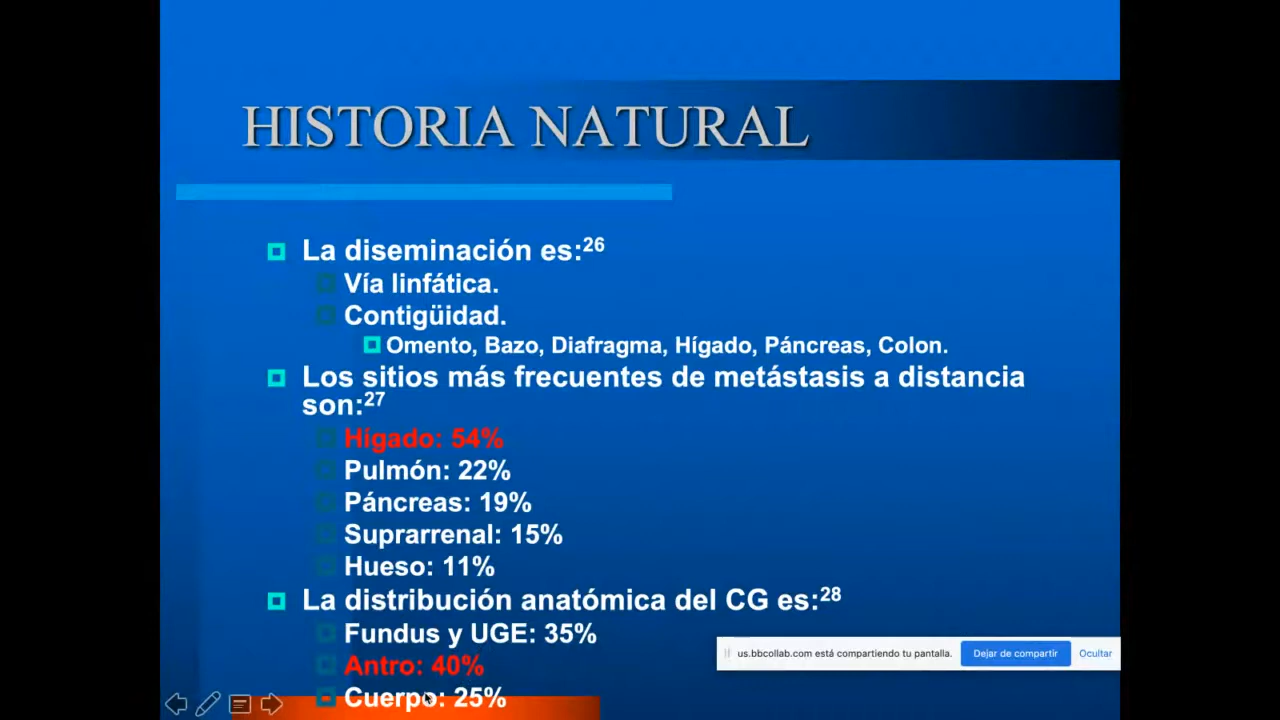 HISTORIA NATURAL
La diseminación es:26
Vía linfática.
Contigüidad.
Omento, Bazo, Diafragma, Hígado, Páncreas, Colon.
Los sitios más frecuentes de metástasis a distancia
son:27
Hígado: 54%
Pulmón: 22%
Páncreas: 19%
Suprarrenal: 15%
Hueso: 11%
La distribución anatómica del CG es:28
Fundus y UGE: 35%
Antro: 40%
Cuerpo: 25%
us.bbcollab.com está compartiendo tu pantalla. Dejar de compartir Ocultar